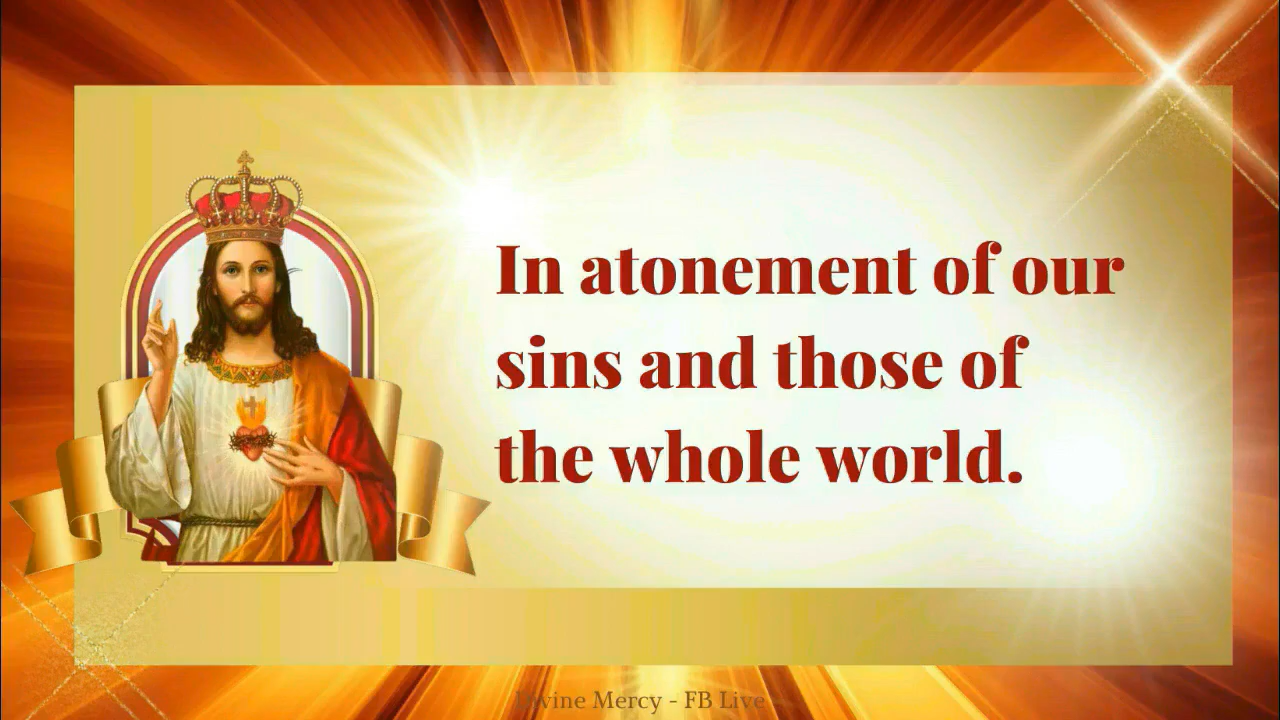 In atonement of our
sins and those of
the whole world.
Divine Mercy - FB Live